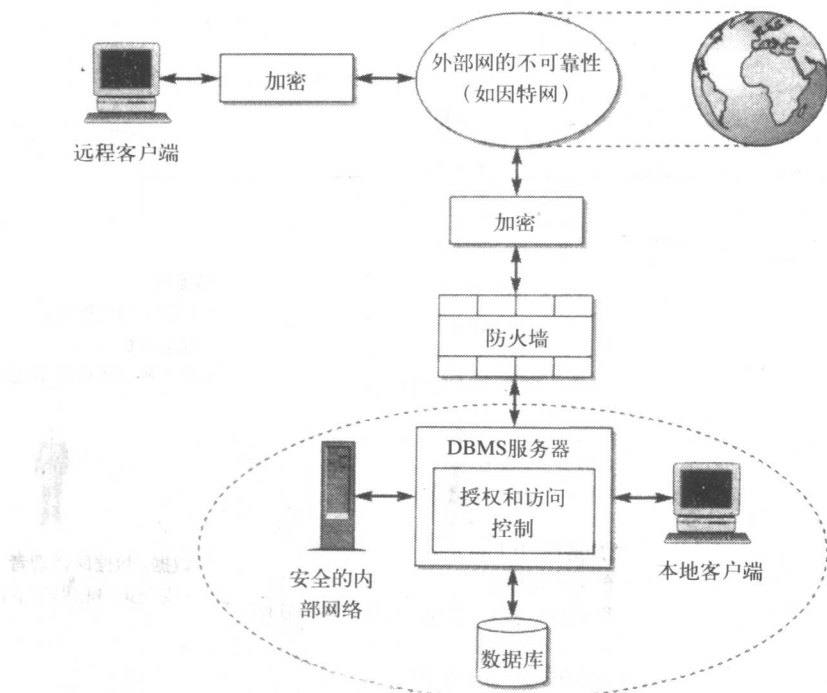 外部网的不可靠性
(如因特网)
加密
远程客户端
加密
防火墙
DBMS服务器
授权和访问
控制
安全的内
部网络
本地客户端
数据库